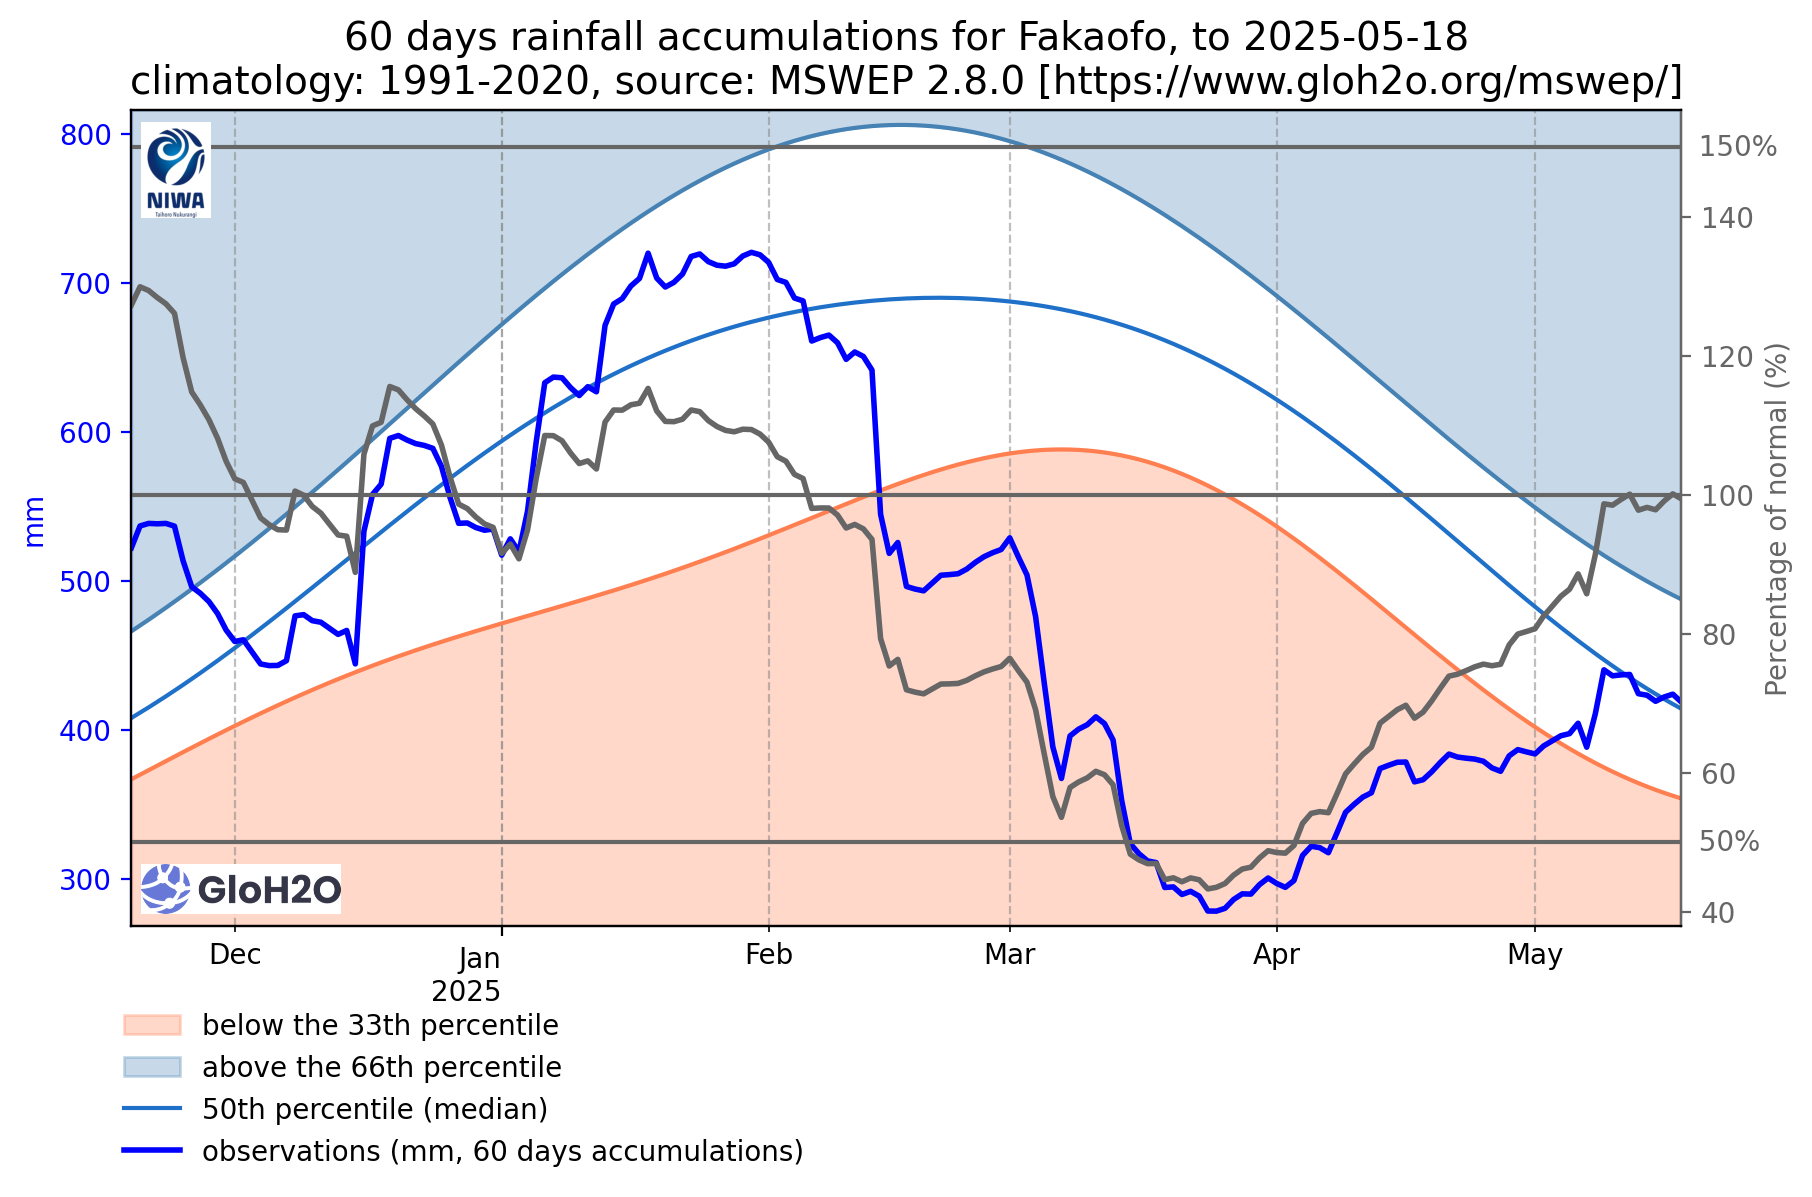 60 days rainfall accumulations for Fakaofo, to 2025-05-18
climatology: 1991-2020, source: MSWEP 2.8.0 [https://www.gloh2o.org/mswep/]
800
700
600
500
400
300
mm
150%
140
120
100
80
60
50%
40
Percentage of normal (%)
NIWA
Taihoro Nukurangi
GloH2O
Dec
Jan
2025
Feb
Mar
Apr
May
below the 33th percentile
above the 66th percentile
50th percentile (median)
observations (mm, 60 days accumulations)